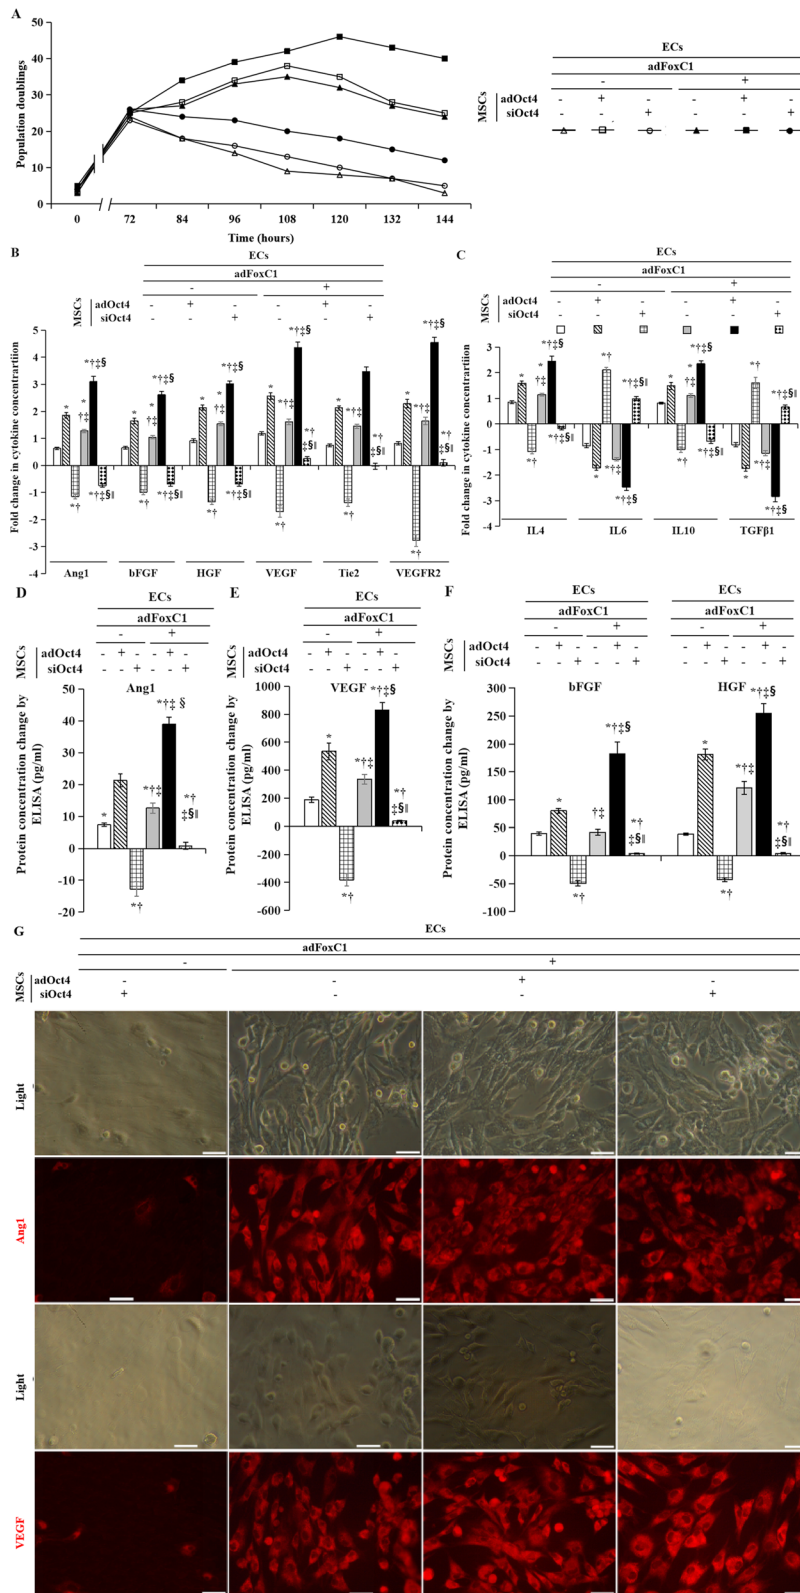 A
Population doublings
50
40
30
20
10
0
0 72 84 96 108 120 132 144
Time (hours)
ECs
adFoxC1
- +
MSCs
adOct4 - + - - + -
siOct4 - - + - - +
B
ECs
adFoxC1
- +
MSCs
adOct4 - + - - + -
siOct4 - - + - - +
Fold change in cytokine concentrartiion
5
4
3
2
1
0
-1
-2
-3
-4
* *†‡§ * †‡ *† *†‡§∥
* *†‡§ * †‡ *† *†‡§∥
* *†‡§ * †‡ *† *†‡§∥
* *†‡§ *†‡ *† ‡§∥ *†
* *†‡§ *†‡ *† ‡§∥ *†
* *†‡§ *†‡ *† ‡§∥ *†
Ang1 bFGF HGF VEGF Tie2 VEGFR2
C
ECs
adFoxC1
- +
MSCs
adOct4 - + - - + -
siOct4 - - + - - +
Fold change in cytokine concentration
3
2
1
0
-1
-2
-3
-4
* *†‡§ * †‡ *† *†‡§∥
*† *†‡§∥ * *†‡ *†‡§
* *†‡§ * †‡ *† *†‡§∥
*† *†‡§∥ * *†‡ *†‡§
IL4 IL6 IL10 TGFβ1
D
ECs
adFoxC1
- +
MSCs
adOct4 - + - - + -
siOct4 - - + - - +
Ang1
Protein concentration change by
ELISA (pg/ml)
50
40
30
20
10
0
-10
-20
* *†‡ *†‡ § *† ‡§∥
*†
E
ECs
adFoxC1
- +
MSCs
adOct4 - + - - + -
siOct4 - - + - - +
VEGF
Protein concentration change by
ELISA (pg/ml)
1000
800
600
400
200
0
-200
-400
-600
* *†‡ *†‡§ *† ‡§∥
*†
F
ECs
adFoxC1
- +
MSCs
adOct4 - + - - + -
siOct4 - - + - - +
bFGF
ECs
adFoxC1
- +
- + - - + -
- - + - - +
HGF
Protein concentration change by
ELISA (pg/ml)
300
250
200
150
100
50
0
-50
-100
* †‡ *†‡§ *† ‡§∥
*†
* *†‡ *†‡§ *† ‡§∥
*†
G
ECs
adFoxC1
- +
MSCs
adOct4 - - + -
siOct4 + - - +
Light
Ang1
Light
VEGF